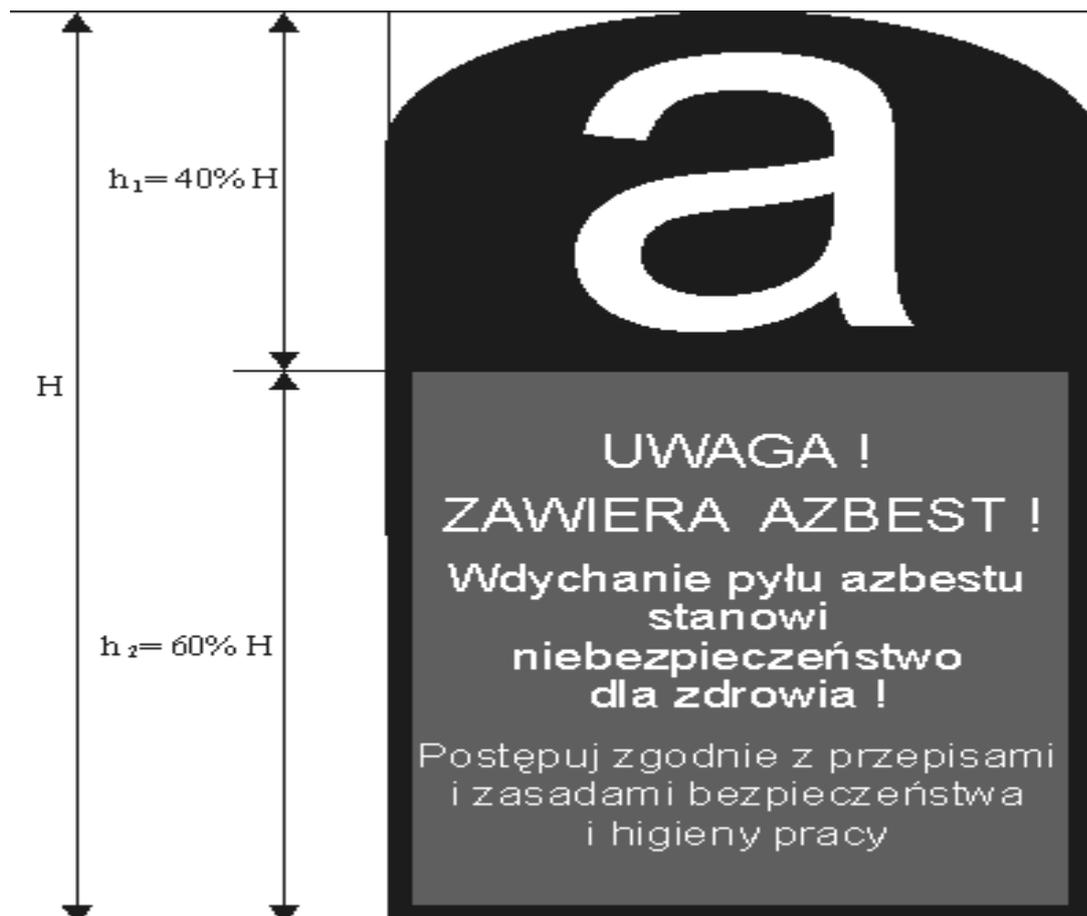 a
h₁= 40% H
H
UWAGA !
ZAWIERA AZBEST !
Wdychanie pyłu azbestu
stanowi
niebezpieczeństwo
dla zdrowia !
h₂= 60% H
Postępuj zgodnie z przepisami
i zasadami bezpieczeństwa
i higieny pracy